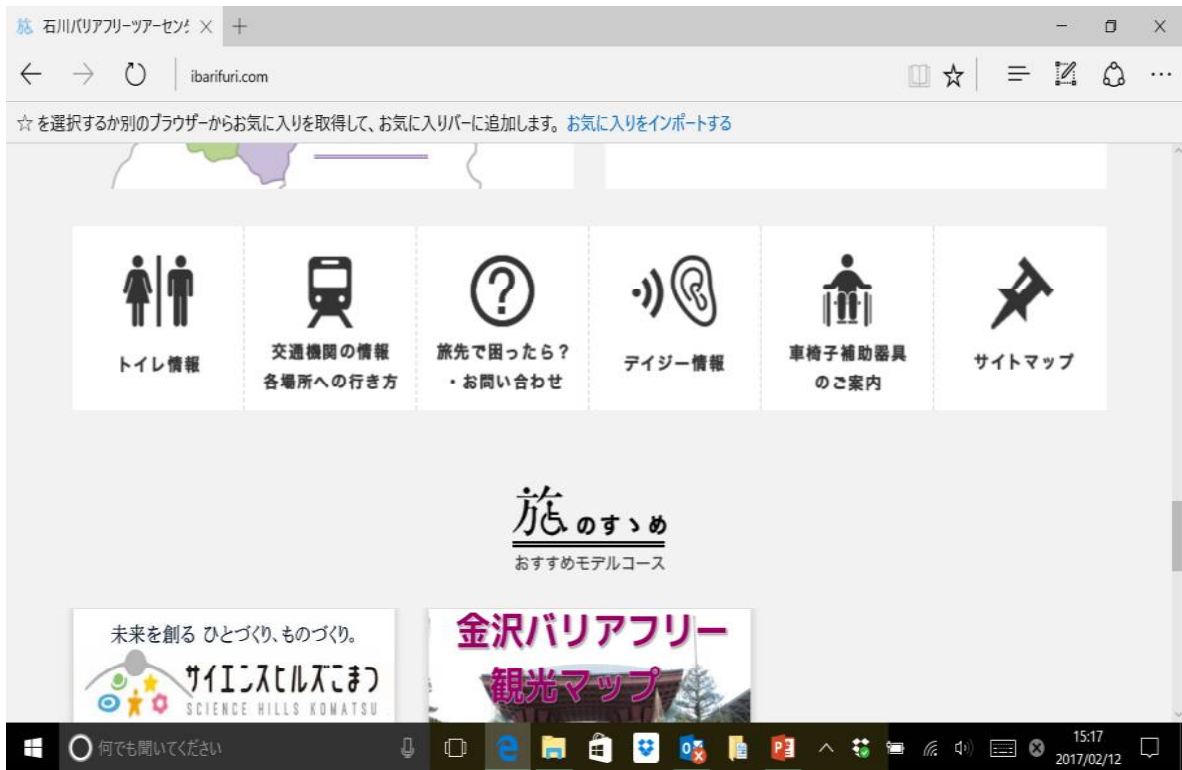 石川バリアフリーツアーセンタ
ibarifuri.com
☆ を選択するか別のブラウザーからお気に入りを取得して、お気に入りバーに追加します。 お気に入りをインポートする
トイレ情報
交通機関の情報
各場所への行き方
旅先で困ったら？
・お問い合わせ
デイジー情報
車椅子補助器具
のご案内
サイトマップ
旅のすゝめ
おすすめモデルコース
未来を創る ひとづくり、ものづくり。
サイエンスヒルズこまつ
SCIENCE HILLS KOMATSU
金沢バリアフリー
観光マップ
何でも聞いてください
15:17
2017/02/12